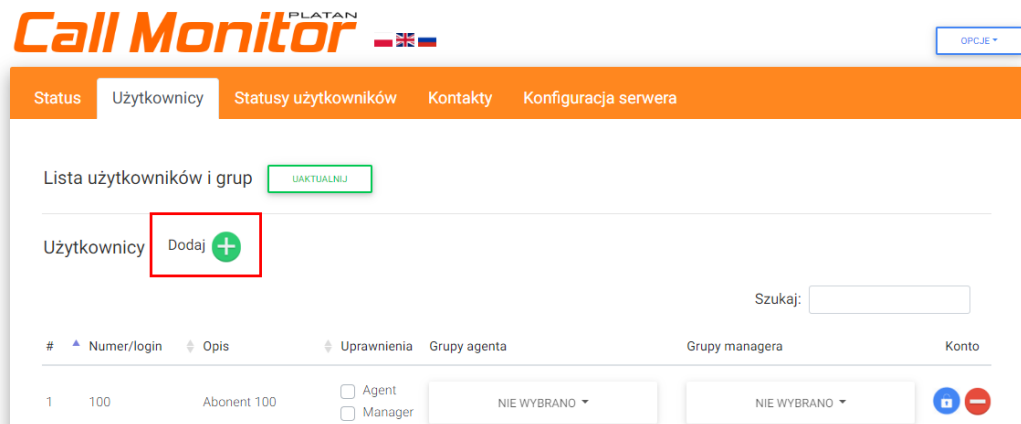 PLATAN
Call Monitor
OPCJE
Status Użytkownicy Statusy użytkowników Kontakty Konfiguracja serwera
Lista użytkowników i grup UAKTUALNIJ
Użytkownicy Dodaj
Szukaj:
# Numer/login Opis Uprawnienia Grupy agenta Grupy managera Konto
1 100 Abonent 100 Agent NIE WYBRANO NIE WYBRANO
Manager